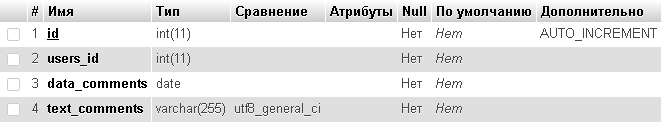 # Имя Тип Сравнение Атрибуты Null По умолчанию Дополнительно
1 id int(11) Нет Нет AUTO_INCREMENT
2 users_id int(11) Нет Нет
3 data_comments date Нет Нет
4 text_comments varchar(255) utf8_general_ci Нет Нет